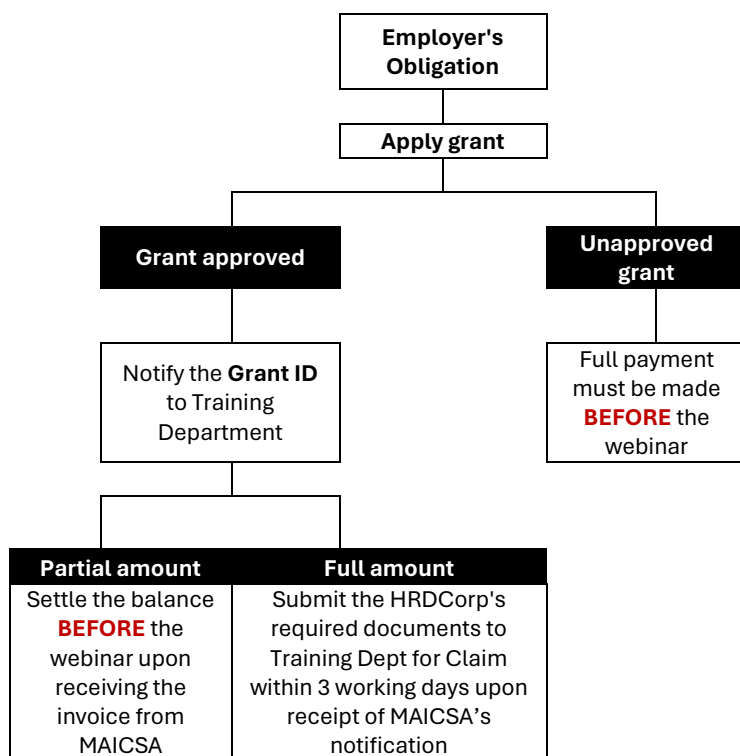 Employer's
Obligation
Apply grant
Grant approved
Unapproved
grant
Notify the Grant ID
to Training
Department
Full payment
must be made
BEFORE the
webinar
Partial amount
Settle the balance
BEFORE the
webinar upon
receiving the
invoice from
MAICSA
Full amount
Submit the HRDCorp's
required documents to
Training Dept for Claim
within 3 working days upon
receipt of MAICSA’s
notification